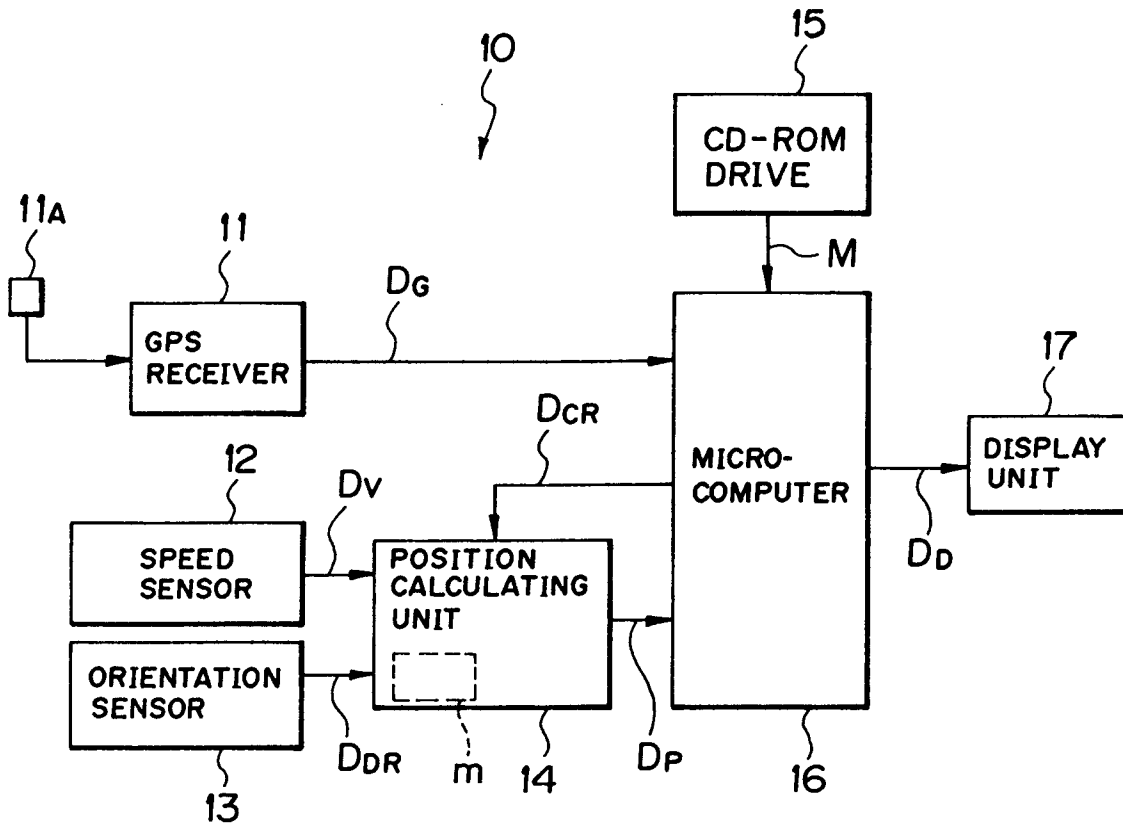 10
15
CD-ROM
DRIVE
M
11A
11
GPS
RECEIVER
DG
DCR
MICRO-
COMPUTER
17
DISPLAY
UNIT
DD
12
SPEED
SENSOR
DV
POSITION
CALCULATING
UNIT
ORIENTATION
SENSOR
13
DDR
m
14
DP
16